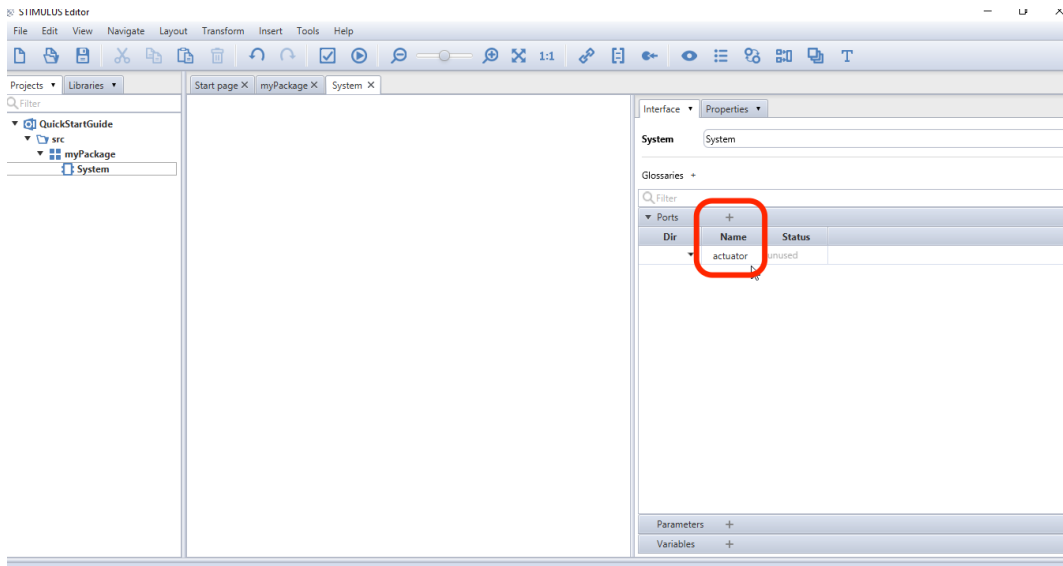 STIMULUS Editor
File Edit View Navigate Layout Transform Insert Tools Help
1:1
T
Projects Libraries
Filter
QuickStartGuide
src
myPackage
System
Start page myPackage System
Interface Properties
System System
Glossaries +
Filter
Ports +
Dir Name Status
actuator unused
Parameters +
Variables +